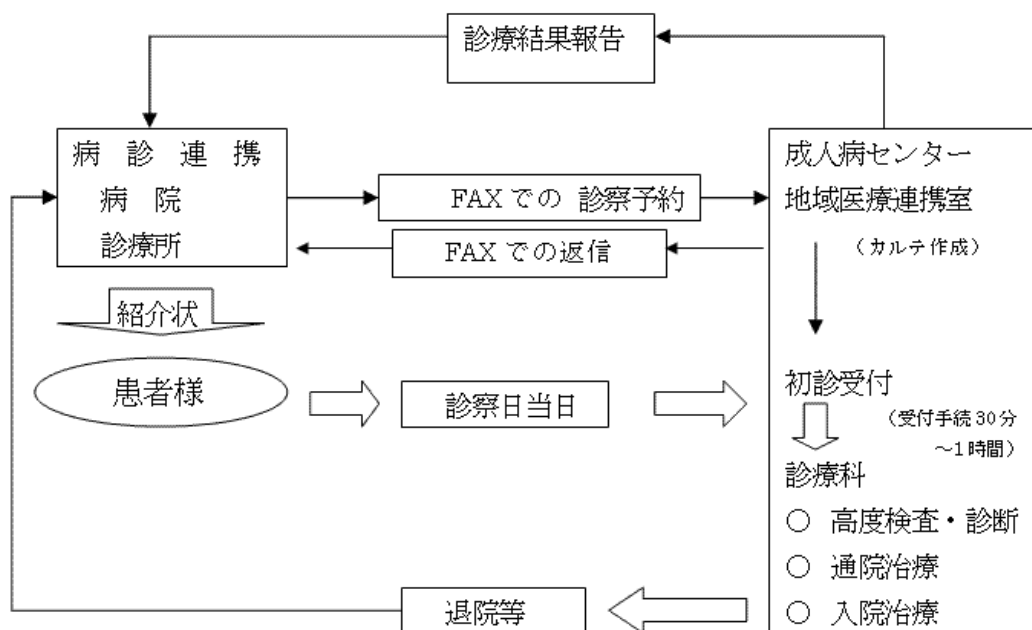 診療結果報告
病 診 連 携
病 院
診療所
FAX での 診察予約
FAX での返信
成人病センター
地域医療連携室
（カルテ作成）
紹介状
患者様
診察日当日
初診受付
（受付手続30分
～1時間）
診療科
○ 高度検査・診断
○ 通院治療
○ 入院治療
退院等